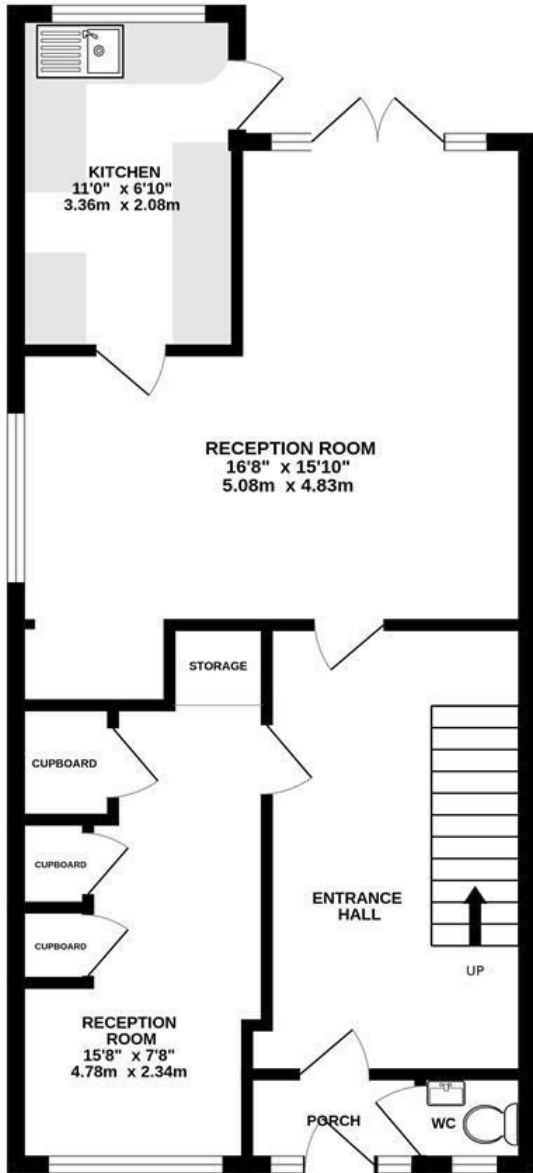 KITCHEN
11'0" x 6'10"
3.36m x 2.08m
RECEPTION ROOM
16'8" x 15'10"
5.08m x 4.83m
STORAGE
CUPBOARD
CUPBOARD
ENTRANCE
HALL
CUPBOARD
UP
RECEPTION
ROOM
15'8" x 7'8"
4.78m x 2.34m
PORCH
WC